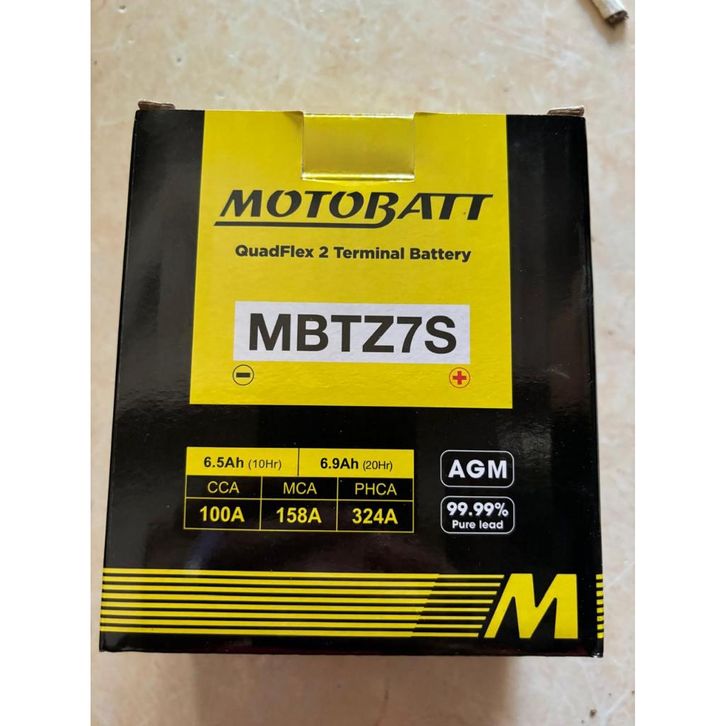 MOTOBATT
QuadFlex 2 Terminal Battery
MBTZ7S
− +
6.5Ah (10Hr) 6.9Ah (20Hr)
CCA MCA PHCA
100A 158A 324A
AGM
99.99%
Pure lead
M